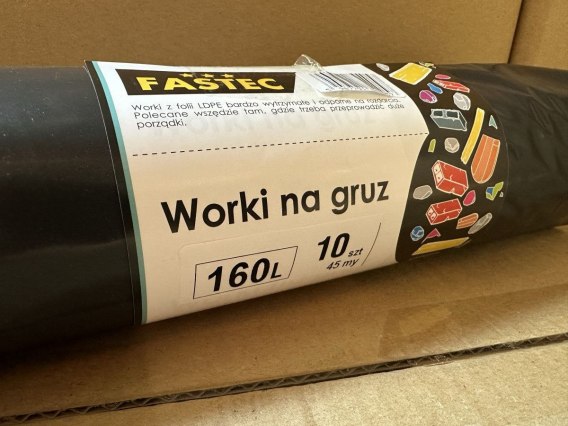 FASTEC
Worki z folii LDPE bardzo wytrzymałe i odporne na rozdarcia.
Polecane wszędzie tam, gdzie trzeba przeprowadzić duże
porządki.
Worki na gruz
160L
10 szt
45 my